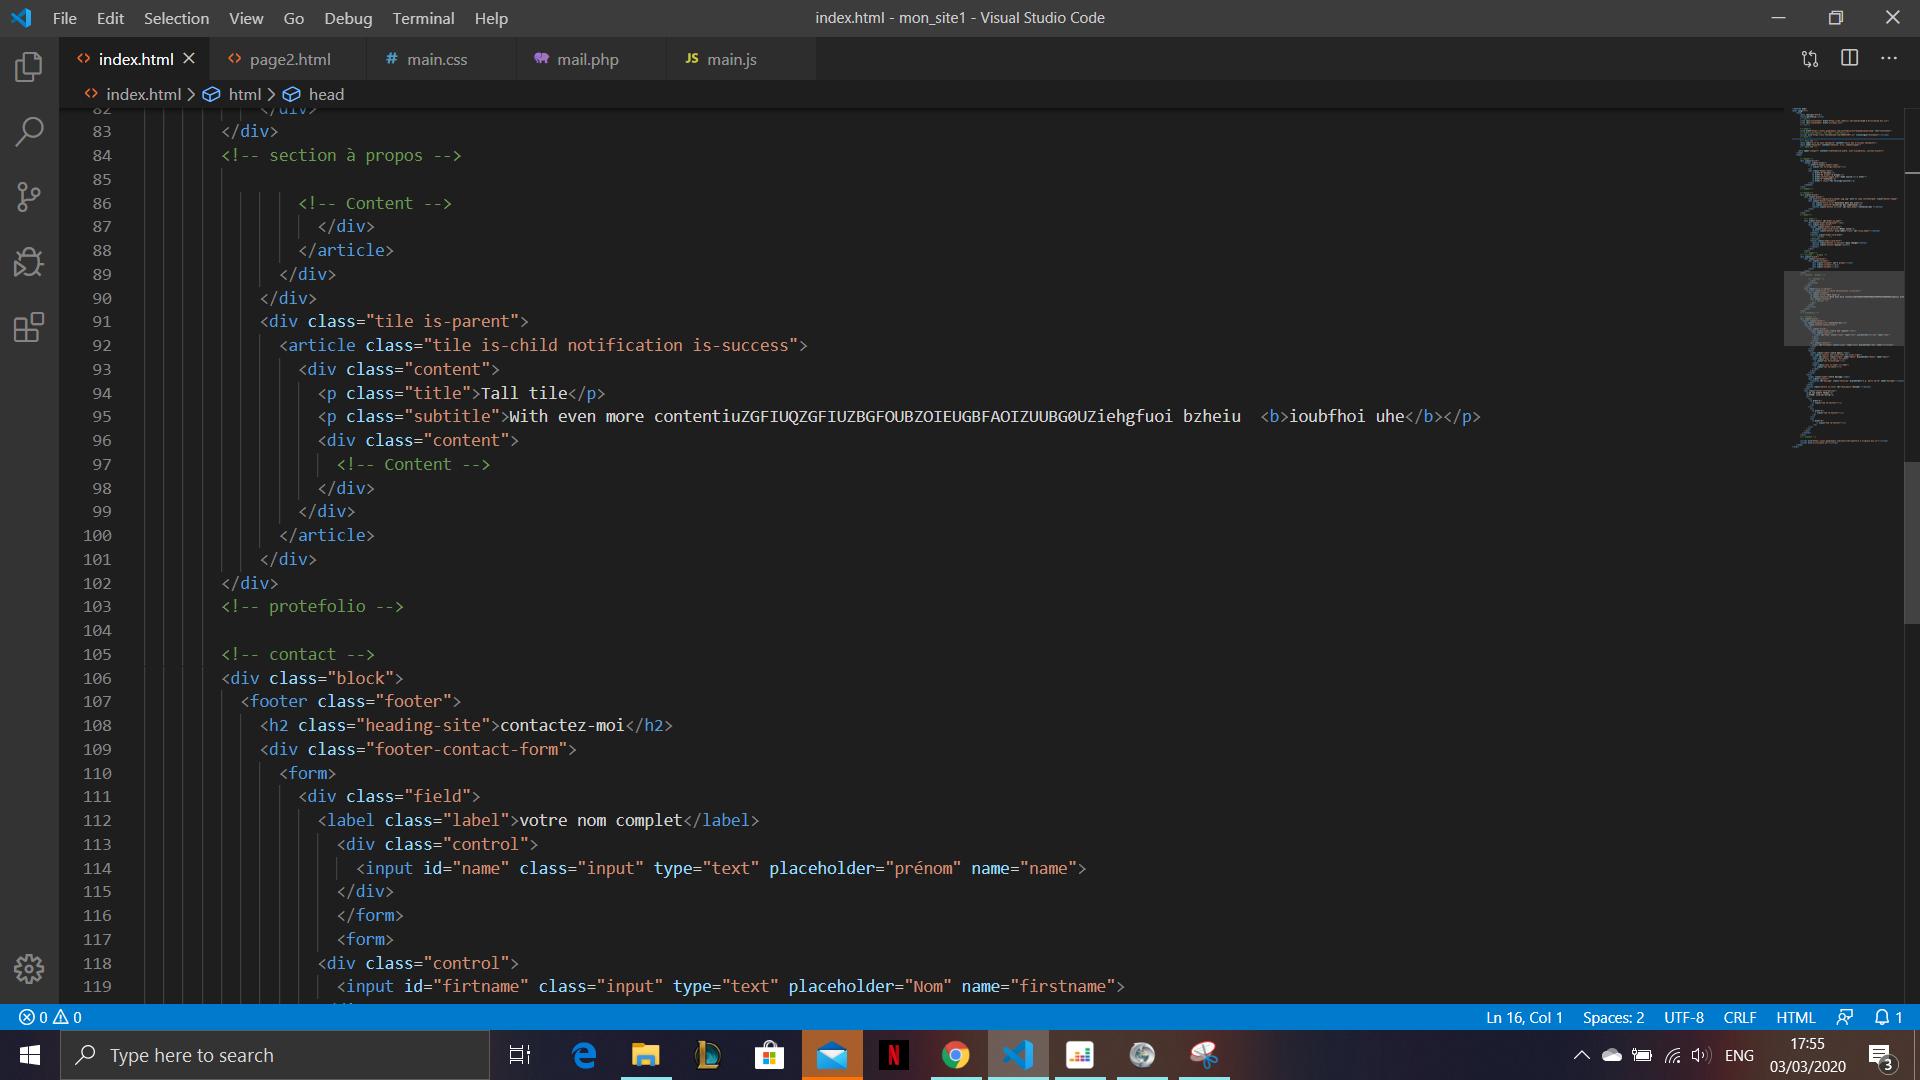 File Edit Selection View Go Debug Terminal Help
index.html - mon_site1 - Visual Studio Code
index.html page2.html main.css mail.php JS main.js
index.html > html > head
82 </div>
83 </div>
84 <!-- section à propos -->
85
86 <!-- Content -->
87 </div>
88 </article>
89 </div>
90 </div>
91 <div class="tile is-parent">
92 <article class="tile is-child notification is-success">
93 <div class="content">
94 <p class="title">Tall tile</p>
95 <p class="subtitle">With even more contentiuZGFIUQZGFIUZBGFOUBZOIEUGBFAOIZUUBG0UZiehgfuoi bzheiu <b>ioubfhoi uhe</b></p>
96 <div class="content">
97 <!-- Content -->
98 </div>
99 </div>
100 </article>
101 </div>
102 </div>
103 <!-- protefolio -->
104
105 <!-- contact -->
106 <div class="block">
107 <footer class="footer">
108 <h2 class="heading-site">contactez-moi</h2>
109 <div class="footer-contact-form">
110 <form>
111 <div class="field">
112 <label class="label">votre nom complet</label>
113 <div class="control">
114 <input id="name" class="input" type="text" placeholder="prénom" name="name">
115 </div>
116 </form>
117 <form>
118 <div class="control">
119 <input id="firtname" class="input" type="text" placeholder="Nom" name="firstname">
0 0 Ln 16, Col 1 Spaces: 2 UTF-8 CRLF HTML 1
Type here to search
ENG
17:55
03/03/2020
3